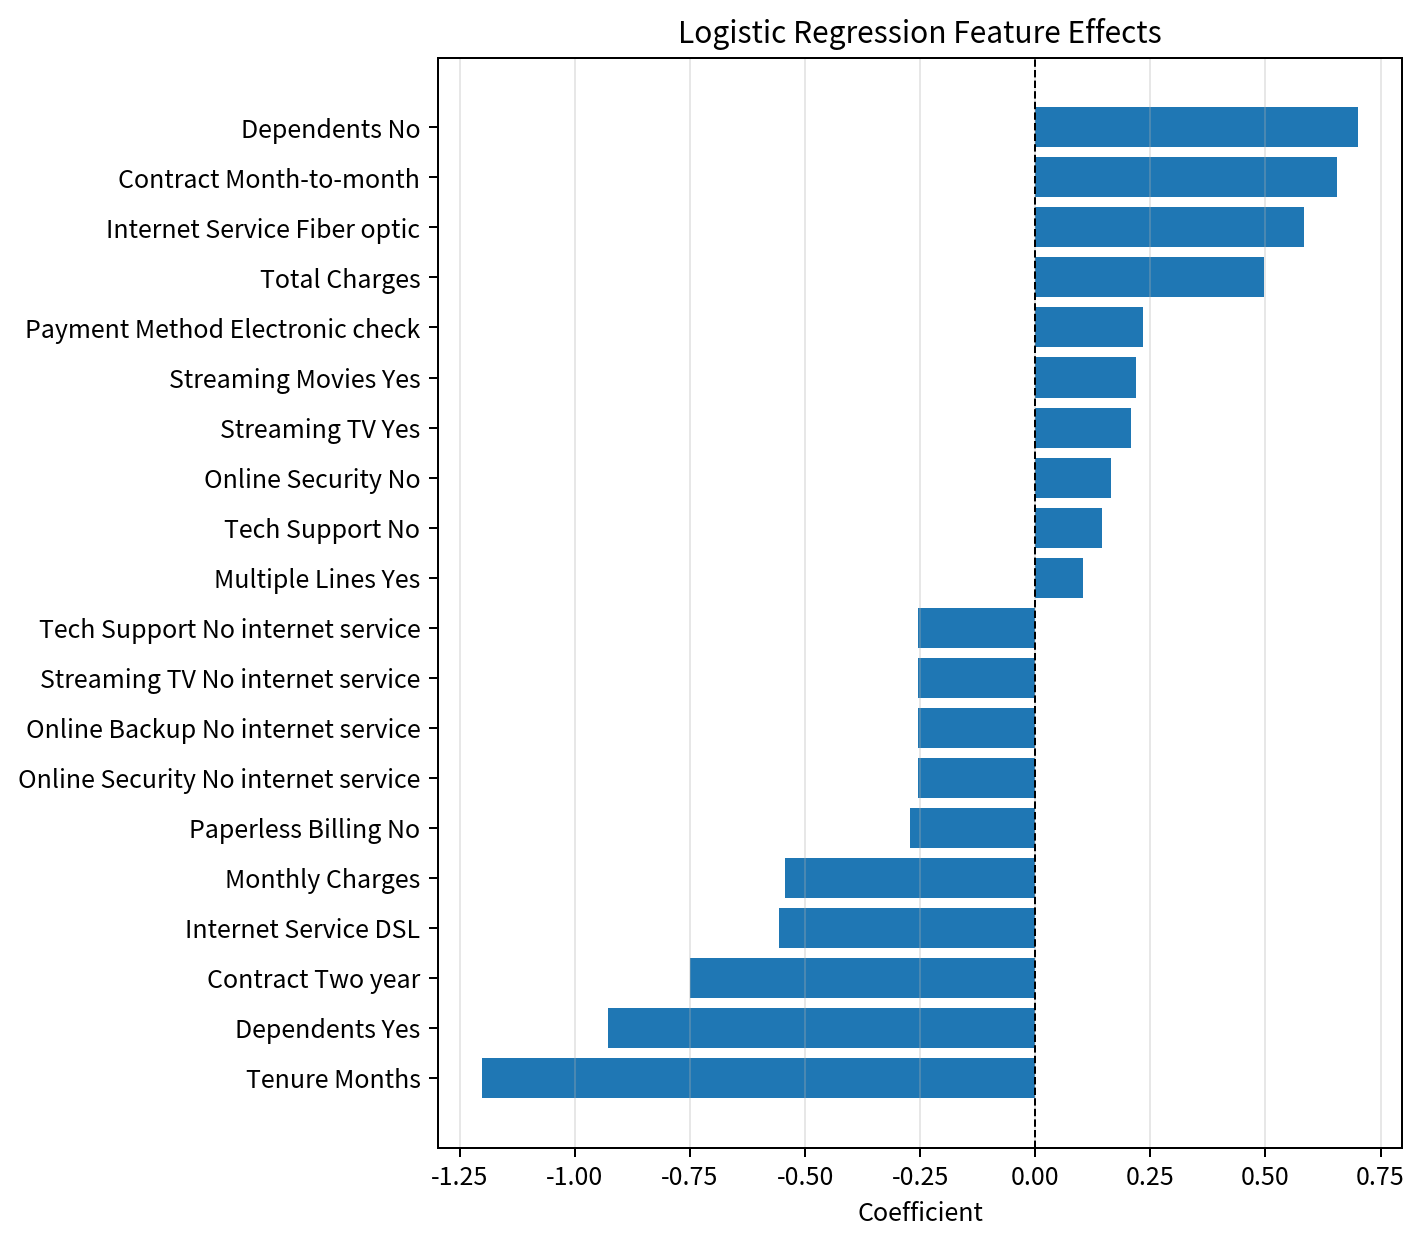 Logistic Regression Feature Effects
Dependents No
Contract Month-to-month
Internet Service Fiber optic
Total Charges
Payment Method Electronic check
Streaming Movies Yes
Streaming TV Yes
Online Security No
Tech Support No
Multiple Lines Yes
Tech Support No internet service
Streaming TV No internet service
Online Backup No internet service
Online Security No internet service
Paperless Billing No
Monthly Charges
Internet Service DSL
Contract Two year
Dependents Yes
Tenure Months
-1.25 -1.00 -0.75 -0.50 -0.25 0.00 0.25 0.50 0.75
Coefficient